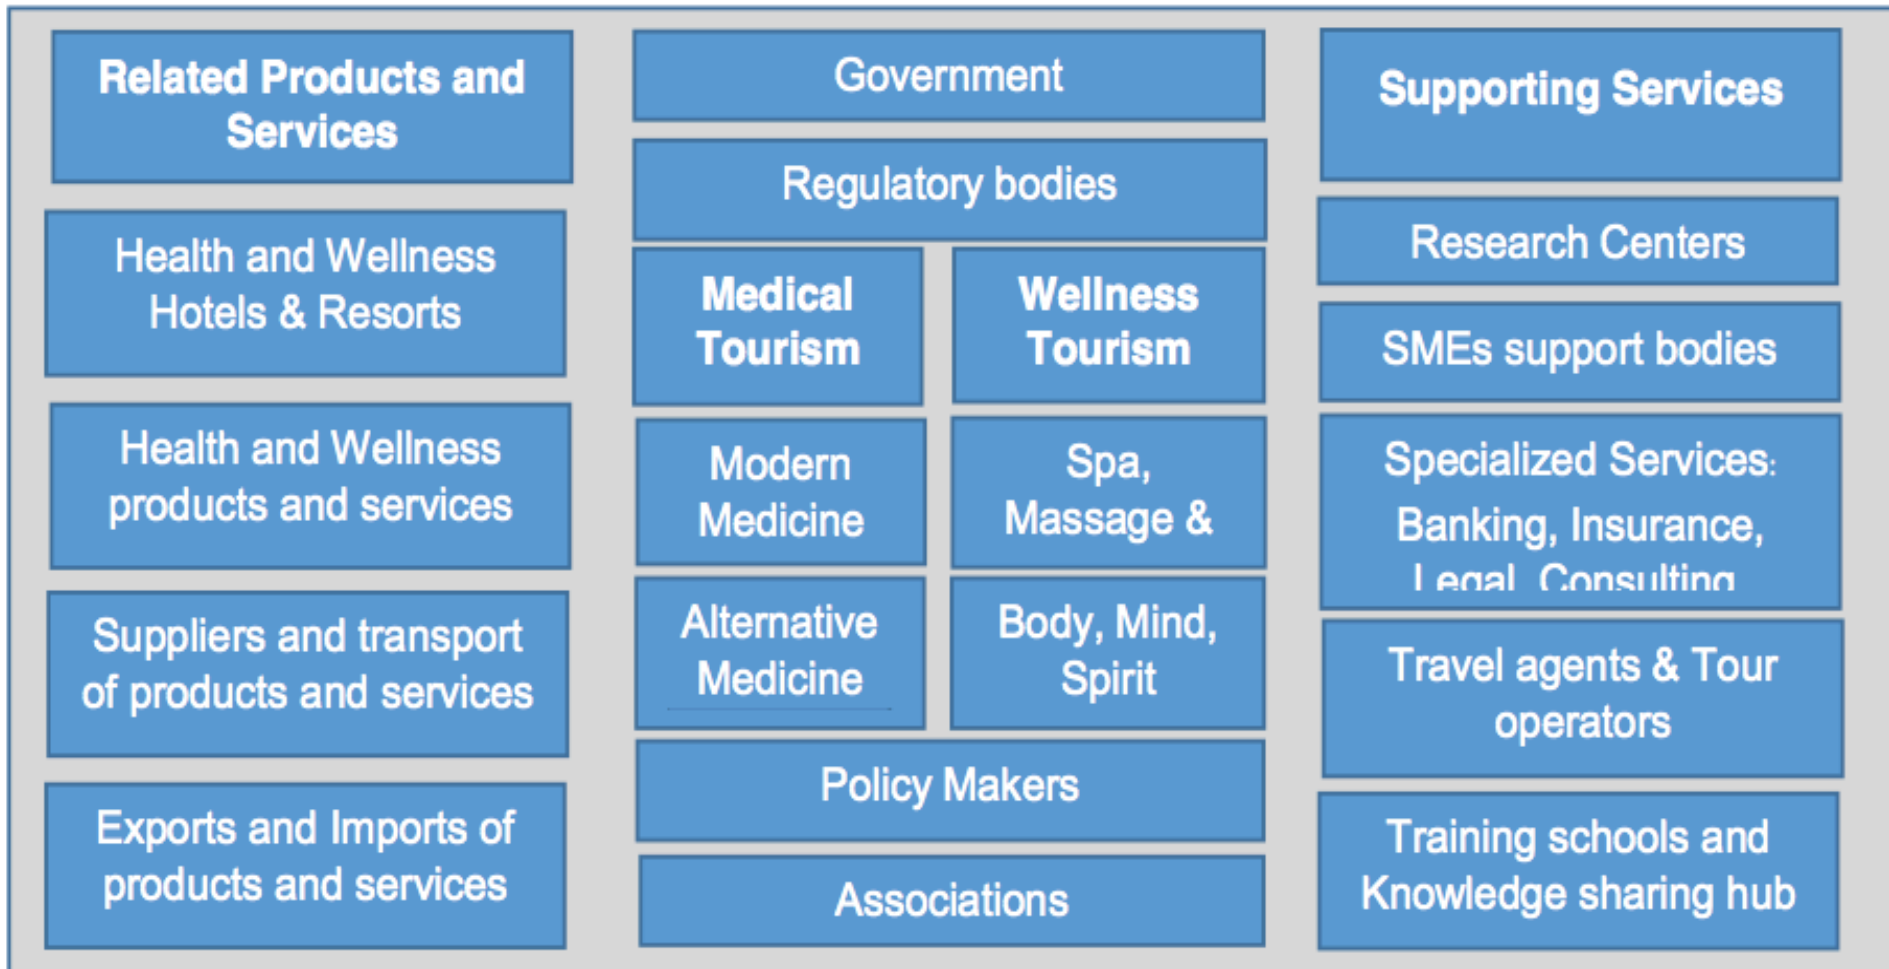 Related Products and
Services
Health and Wellness
Hotels & Resorts
Health and Wellness
products and services
Suppliers and transport
of products and services
Exports and Imports of
products and services
Government
Regulatory bodies
Medical
Tourism
Wellness
Tourism
Modern
Medicine
Spa,
Massage &
Alternative
Medicine
Body, Mind,
Spirit
Policy Makers
Associations
Supporting Services
Research Centers
SMEs support bodies
Specialized Services:
Banking, Insurance,
Legal, Consulting
Travel agents & Tour
operators
Training schools and
Knowledge sharing hub